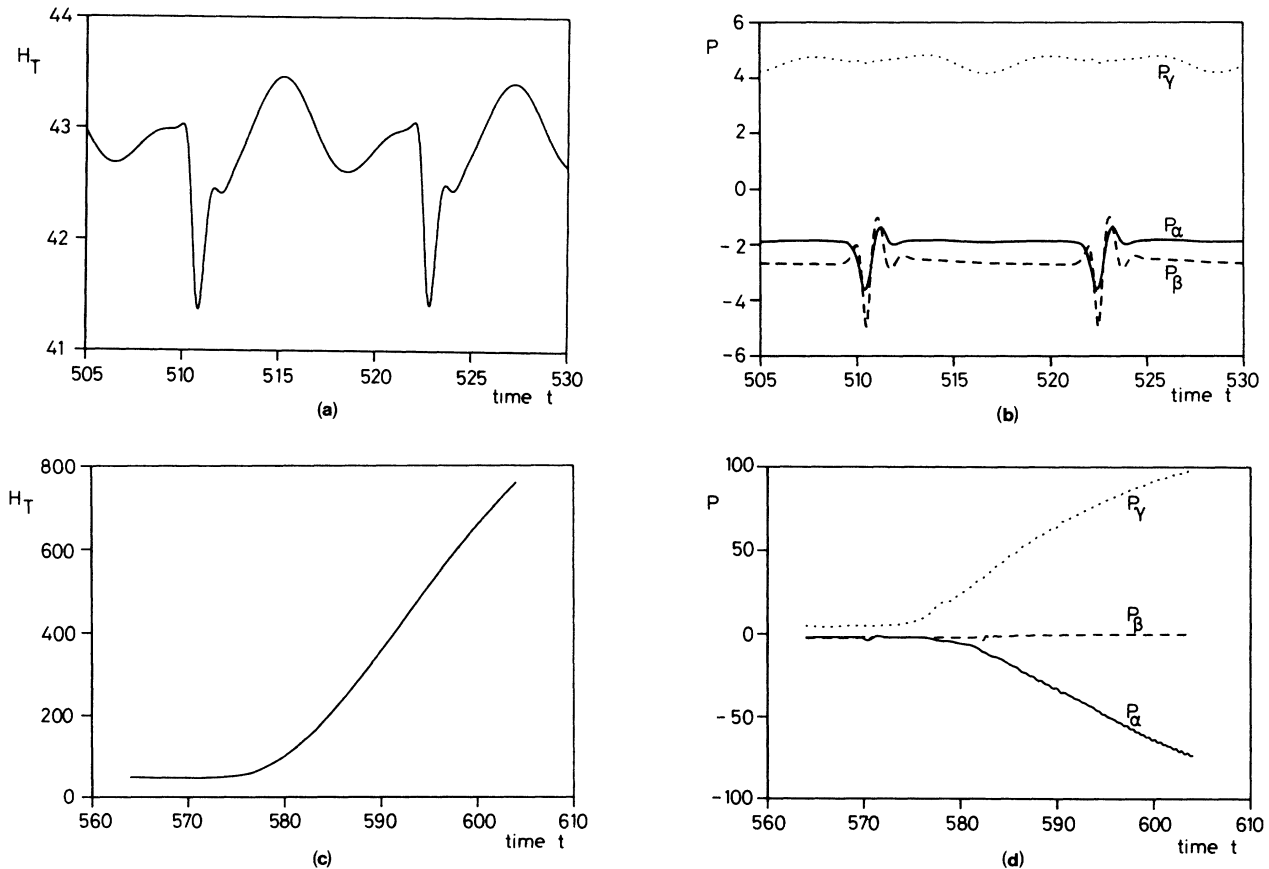 44
H_T
43
42
41
505 510 515 520 525 530
time t
(a)
6
P
4
2
0
-2
-4
-6
P_γ
P_α
P_β
505 510 515 520 525 530
time t
(b)
800
H_T
600
400
200
0
560 570 580 590 600 610
time t
(c)
100
P
50
0
-50
-100
P_γ
P_β
P_α
560 570 580 590 600 610
time t
(d)